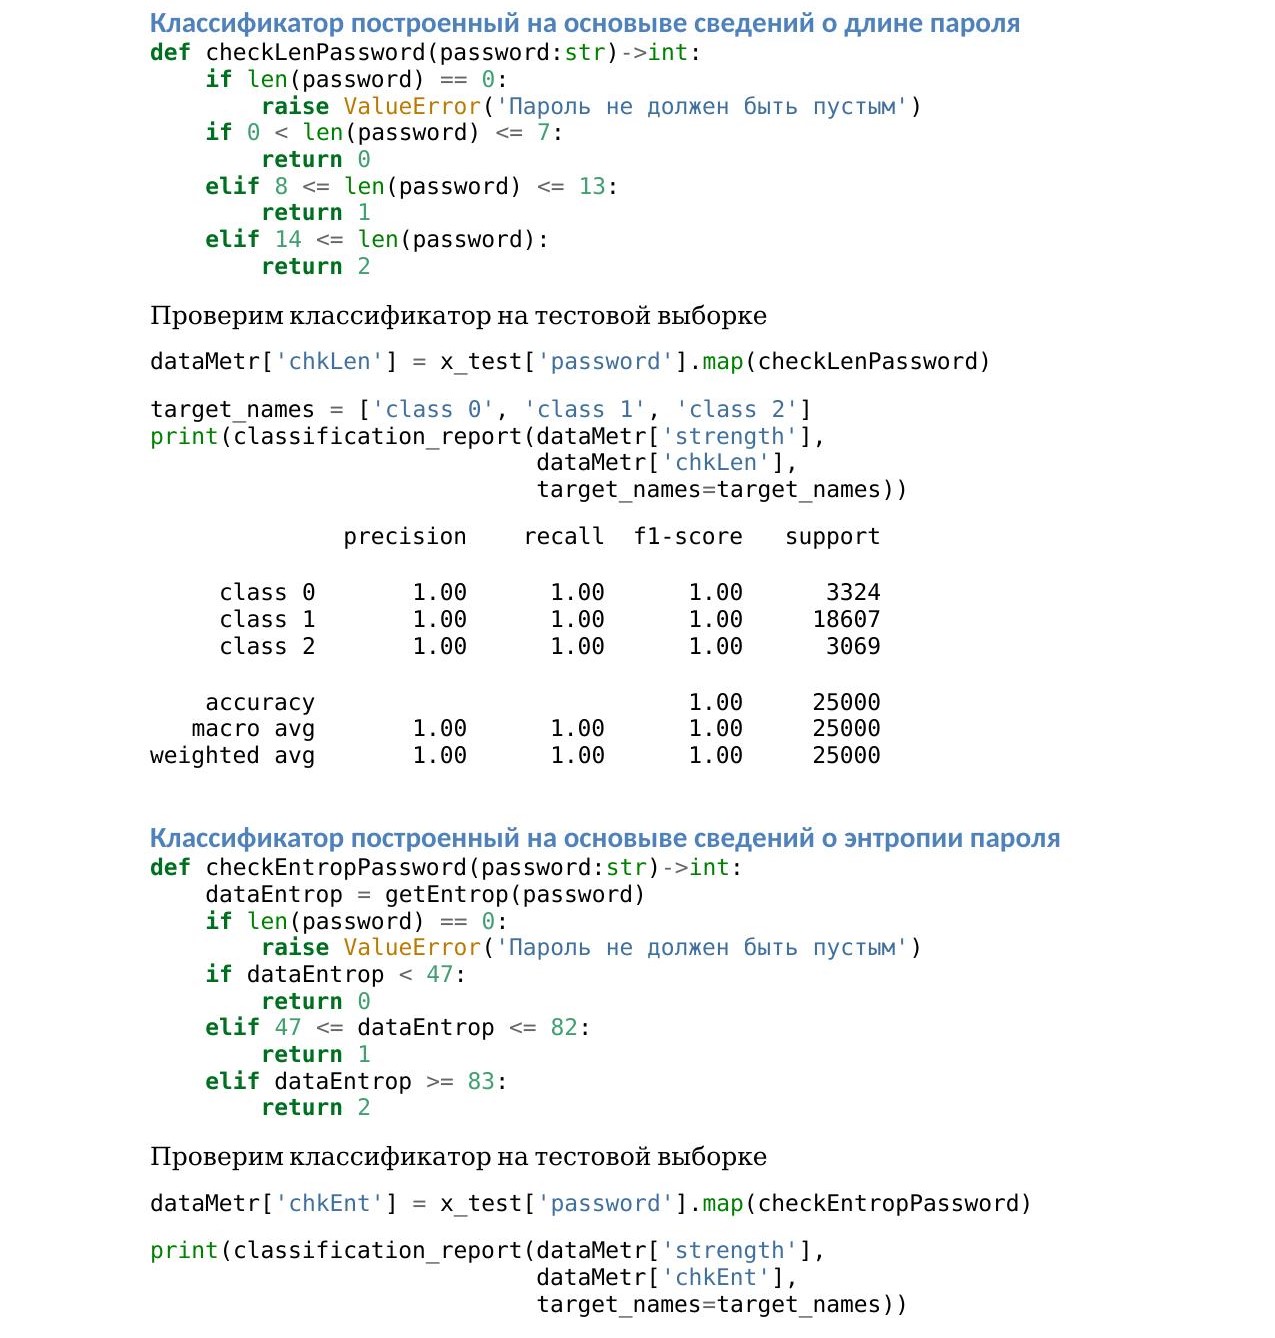 Классификатор построенный на основыве сведений о длине пароля
def checkLenPassword(password:str)->int:
    if len(password) == 0:
        raise ValueError('Пароль не должен быть пустым')
    if 0 < len(password) <= 7:
        return 0
    elif 8 <= len(password) <= 13:
        return 1
    elif 14 <= len(password):
        return 2
Проверим классификатор на тестовой выборке
dataMetr['chkLen'] = x_test['password'].map(checkLenPassword)
target_names = ['class 0', 'class 1', 'class 2']
print(classification_report(dataMetr['strength'],
                            dataMetr['chkLen'],
                            target_names=target_names))
              precision    recall  f1-score   support
     class 0       1.00      1.00      1.00      3324
     class 1       1.00      1.00      1.00     18607
     class 2       1.00      1.00      1.00      3069
    accuracy                           1.00     25000
   macro avg       1.00      1.00      1.00     25000
weighted avg       1.00      1.00      1.00     25000
Классификатор построенный на основыве сведений о энтропии пароля
def checkEntropPassword(password:str)->int:
    dataEntrop = getEntrop(password)
    if len(password) == 0:
        raise ValueError('Пароль не должен быть пустым')
    if dataEntrop < 47:
        return 0
    elif 47 <= dataEntrop <= 82:
        return 1
    elif dataEntrop >= 83:
        return 2
Проверим классификатор на тестовой выборке
dataMetr['chkEnt'] = x_test['password'].map(checkEntropPassword)
print(classification_report(dataMetr['strength'],
                            dataMetr['chkEnt'],
                            target_names=target_names))